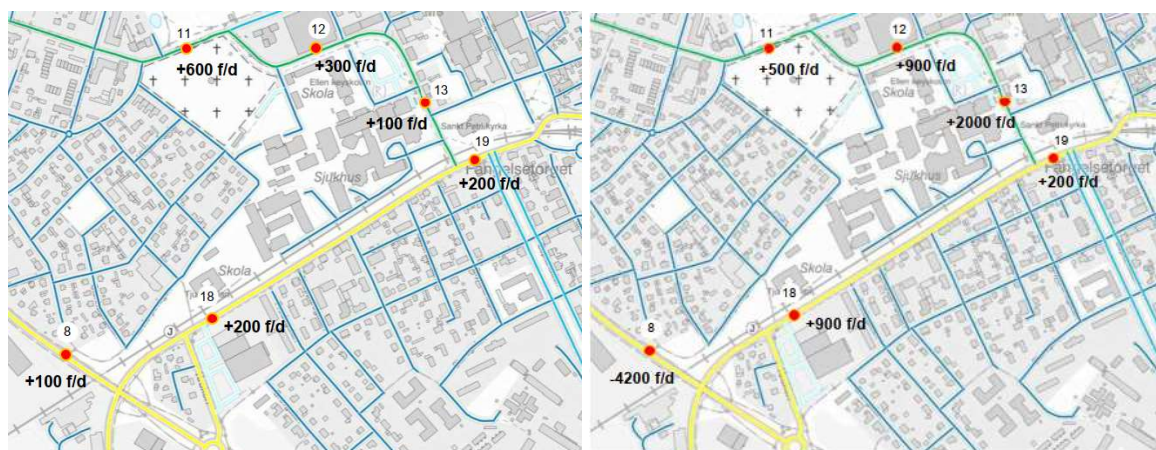 11
12
+600 f/d
+300 f/d
Ellen keyskolan
Skola
13
+100 f/d
Sankt Petri kyrka
19
Sjukhus
+200 f/d
Skola
18
+200 f/d
J
8
+100 f/d
11
12
+500 f/d
+900 f/d
Ellen keyskolan
Skola
13
+2000 f/d
Sankt Petri kyrka
19
Sjukhus
+200 f/d
Skola
18
+900 f/d
J
8
-4200 f/d